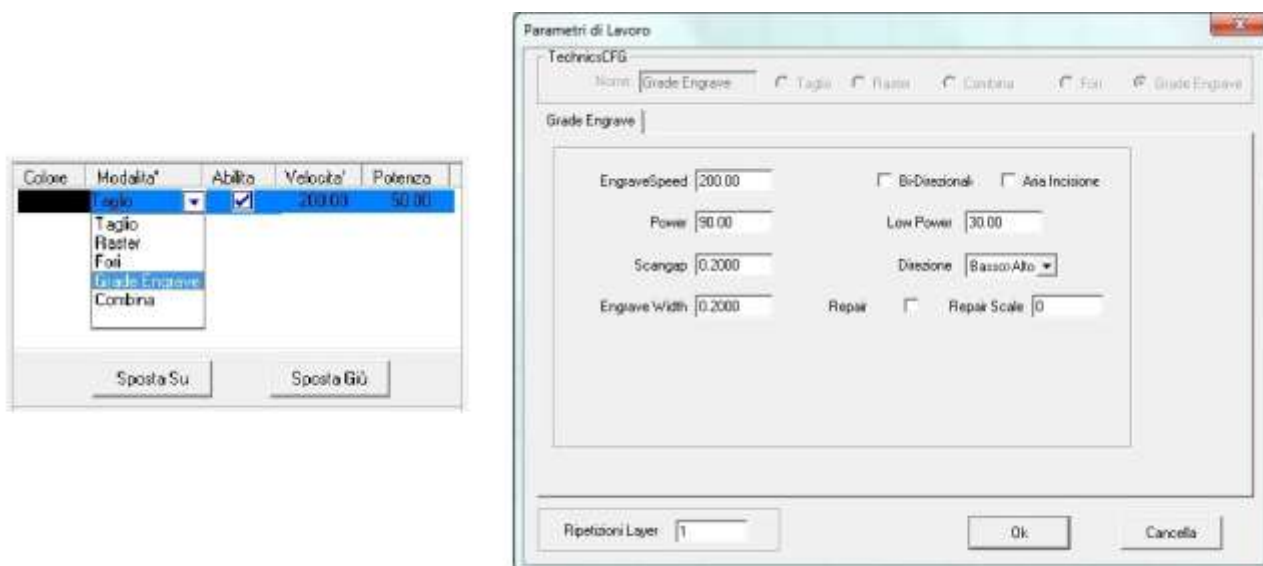 Colore Modalita' Abilita Velocita' Potenza
Taglio 200.00 50.00
Taglio
Raster
Fori
Grade Engrave
Combina
Sposta Su Sposta Giù
Parametri di Lavoro
TechnicsCFG
Nome Grade Engrave Taglio Raster Combina Fori Grade Engrave
Grade Engrave
EngraveSpeed 200.00 Bi-Direzionali Aria Incisione
Power 90.00 Low Power 30.00
Scangap 0.2000 Direzione Basso>Alto
Engrave Width 0.2000 Repair Repair Scale 0
Ripetizioni Layer 1 Ok Cancella